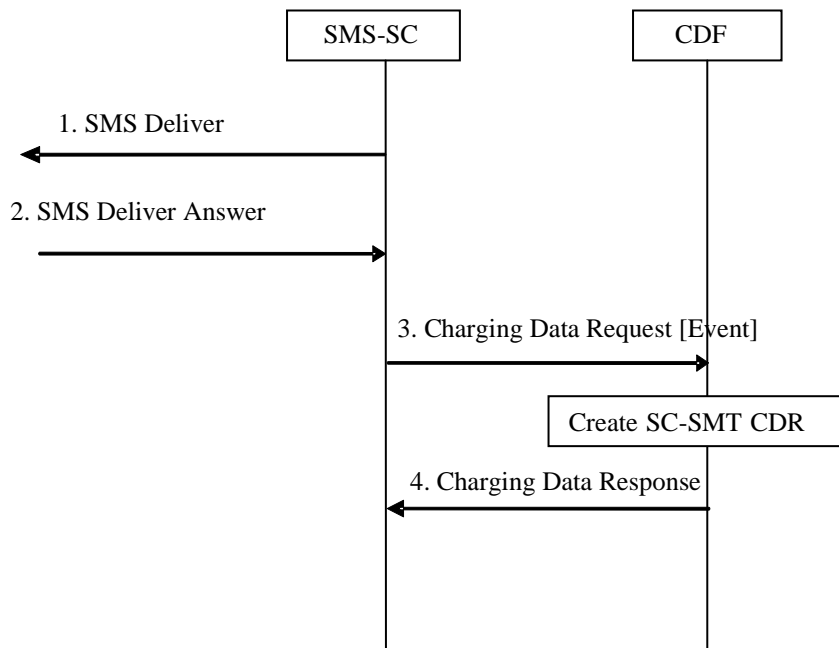 SMS-SC
CDF
1. SMS Deliver
2. SMS Deliver Answer
3. Charging Data Request [Event]
Create SC-SMT CDR
4. Charging Data Response